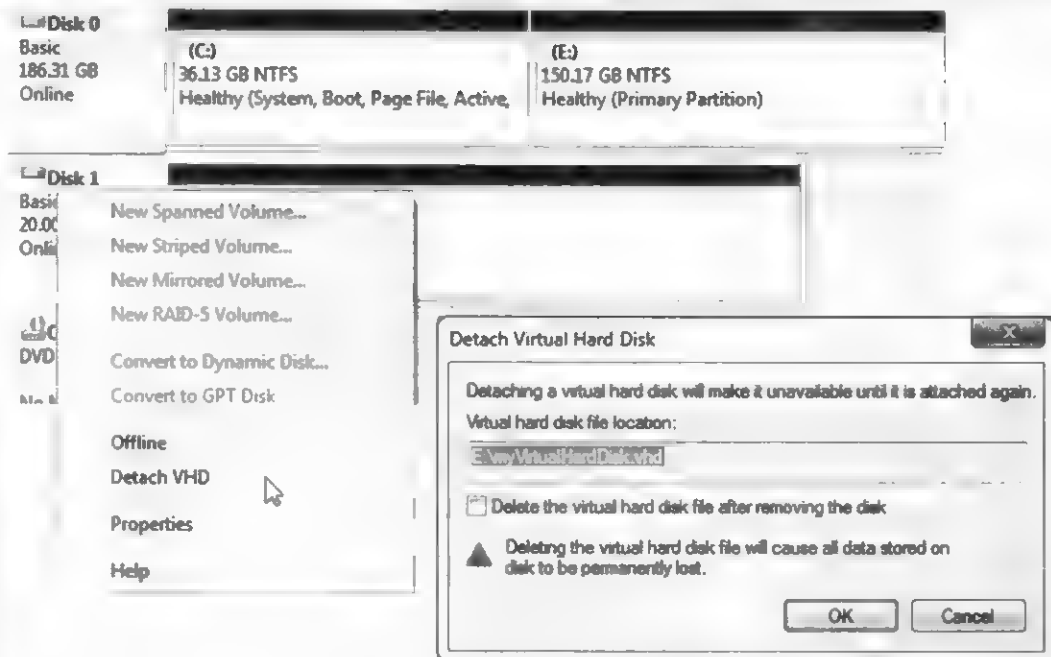 Disk 0
Basic
186.31 GB
Online
(C:)
36.13 GB NTFS
Healthy (System, Boot, Page File, Active,
(E:)
150.17 GB NTFS
Healthy (Primary Partition)
Disk 1
Basic
20.00
Onli
DVD
New Spanned Volume...
New Striped Volume...
New Mirrored Volume...
New RAID-5 Volume...
Convert to Dynamic Disk...
Convert to GPT Disk
Offline
Detach VHD
Properties
Help
Detach Virtual Hard Disk
Detaching a virtual hard disk will make it unavailable until it is attached again.
Virtual hard disk file location:
E:\myVirtualHardDisk.vhd
Delete the virtual hard disk file after removing the disk
Deleting the virtual hard disk file will cause all data stored on
disk to be permanently lost.
OK
Cancel